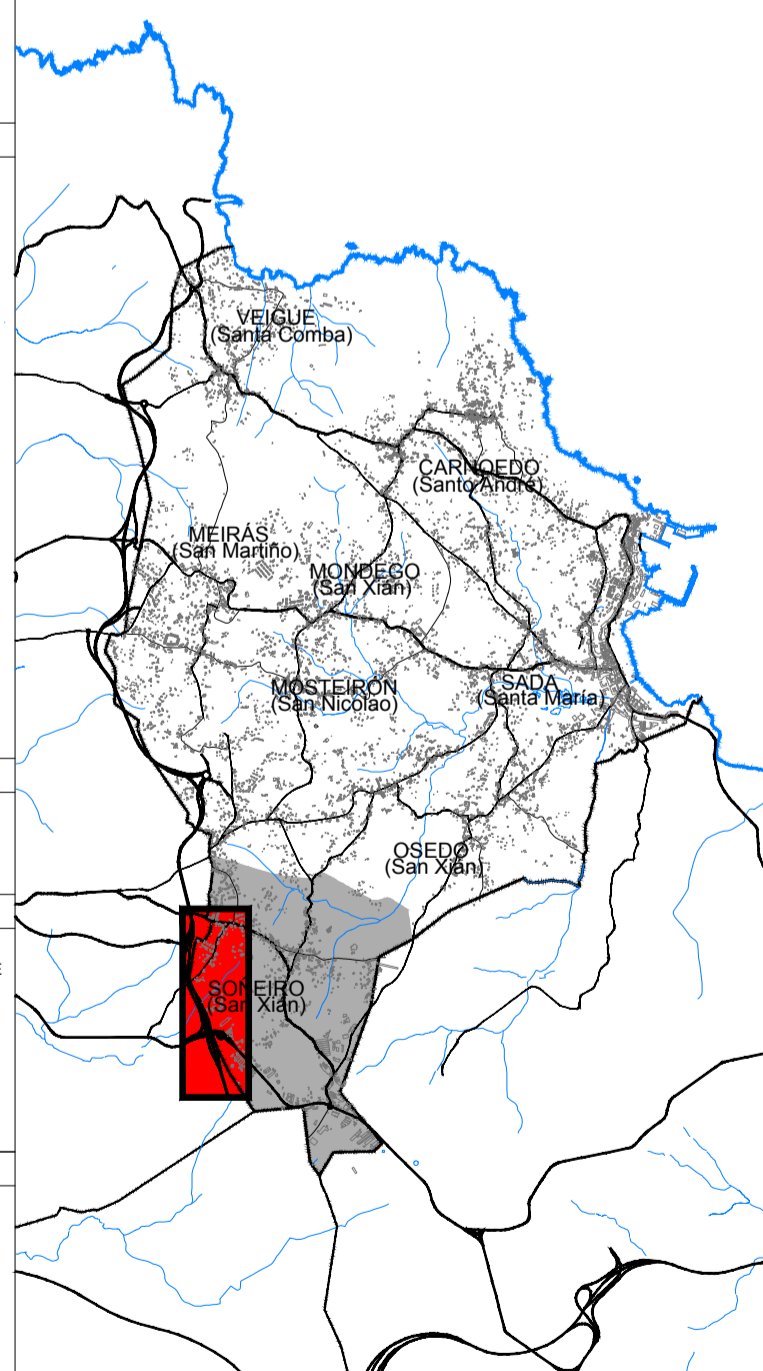 VEIGUE
(Santa Comba)
CARNOEDO
(Santo André)
MEIRÁS
(San Martiño)
MONDEGO
(San Xián)
MOSTEIRÓN
(San Nicolao)
SADA
(Santa María)
OSEDO
(San Xián)
SOÑEIRO
(San Xián)